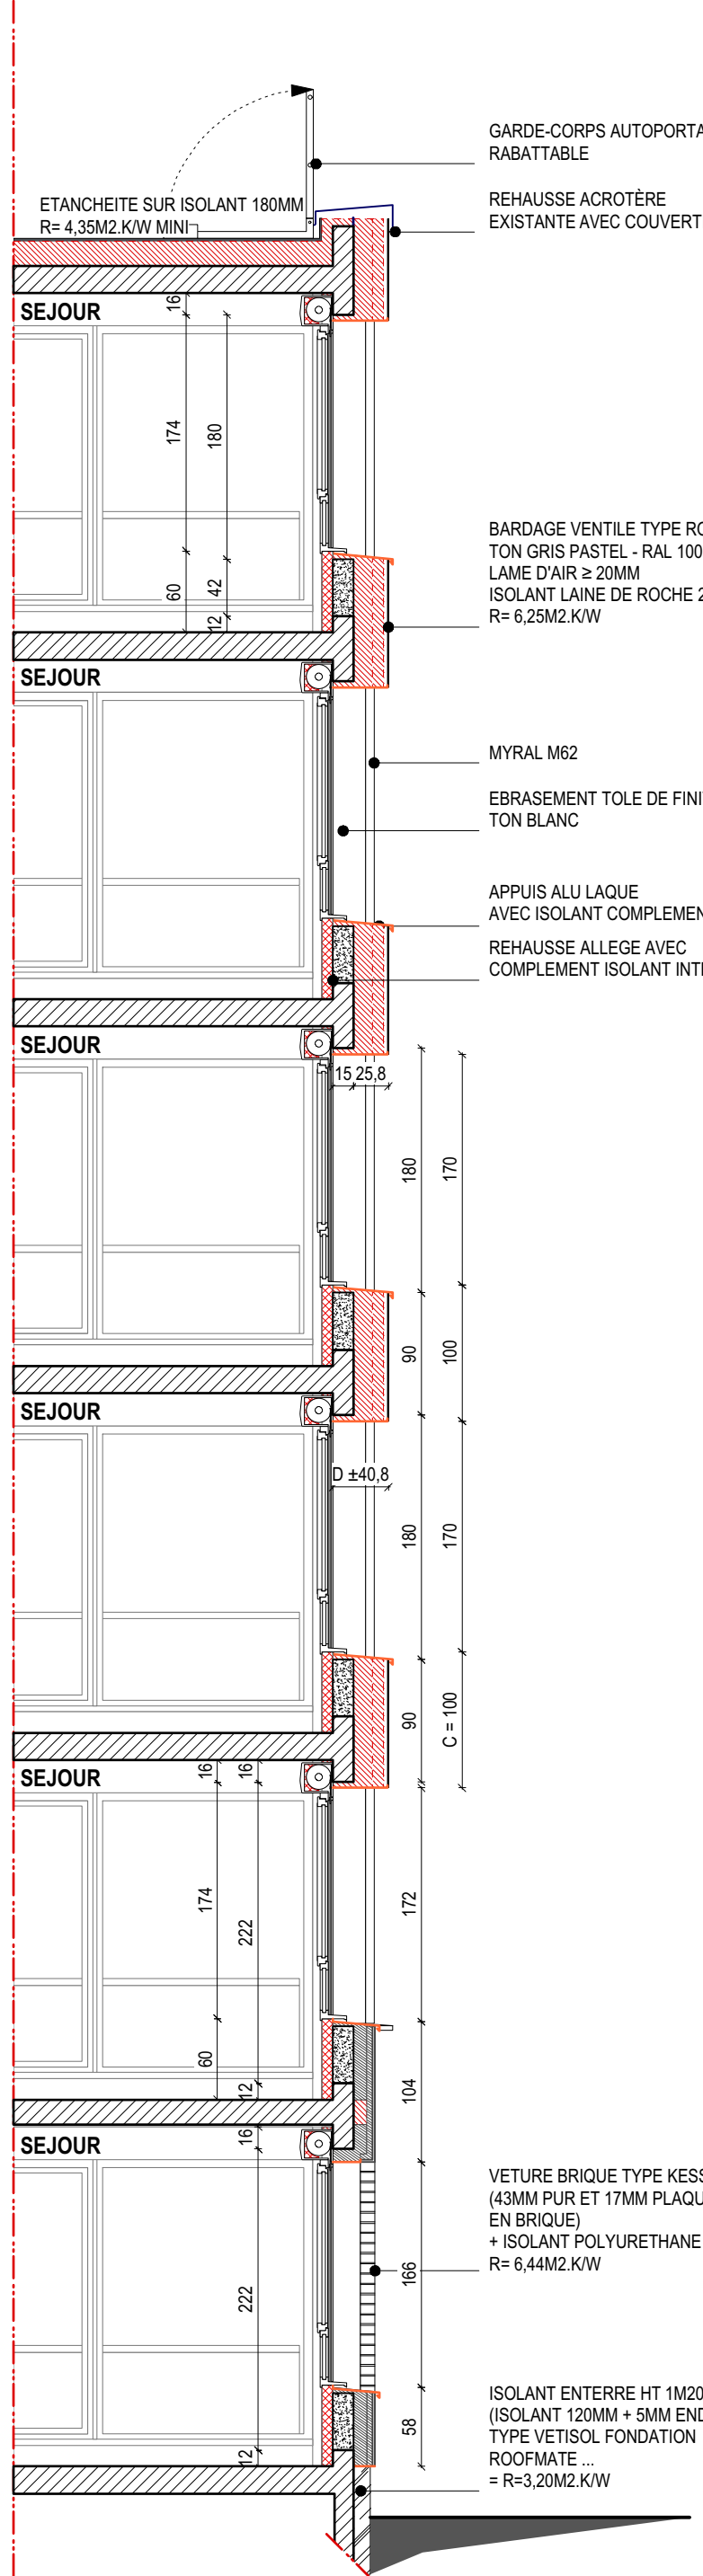 GARDE-CORPS AUTOPORTA
RABATTABLE
ETANCHEITE SUR ISOLANT 180MM
R= 4,35M2.K/W MINI
REHAUSSE ACROTÈRE
EXISTANTE AVEC COUVERT
SEJOUR
16
174
180
60
42
12
BARDAGE VENTILE TYPE RO
TON GRIS PASTEL - RAL 100
LAME D'AIR ≥ 20MM
ISOLANT LAINE DE ROCHE 2
R= 6,25M2.K/W
SEJOUR
MYRAL M62
EBRASEMENT TOLE DE FINI
TON BLANC
APPUIS ALU LAQUE
AVEC ISOLANT COMPLEMEN
REHAUSSE ALLEGE AVEC
COMPLEMENT ISOLANT INT
SEJOUR
15 25,8
180
170
90
100
SEJOUR
D ±40,8
180
170
90
C = 100
SEJOUR
16
16
174
222
172
60
12
104
SEJOUR
16
222
166
12
58
VETURE BRIQUE TYPE KESS
(43MM PUR ET 17MM PLAQU
EN BRIQUE)
+ ISOLANT POLYURETHANE
R= 6,44M2.K/W
ISOLANT ENTERRE HT 1M20
(ISOLANT 120MM + 5MM END
TYPE VETISOL FONDATION
ROOFMATE ...
= R=3,20M2.K/W